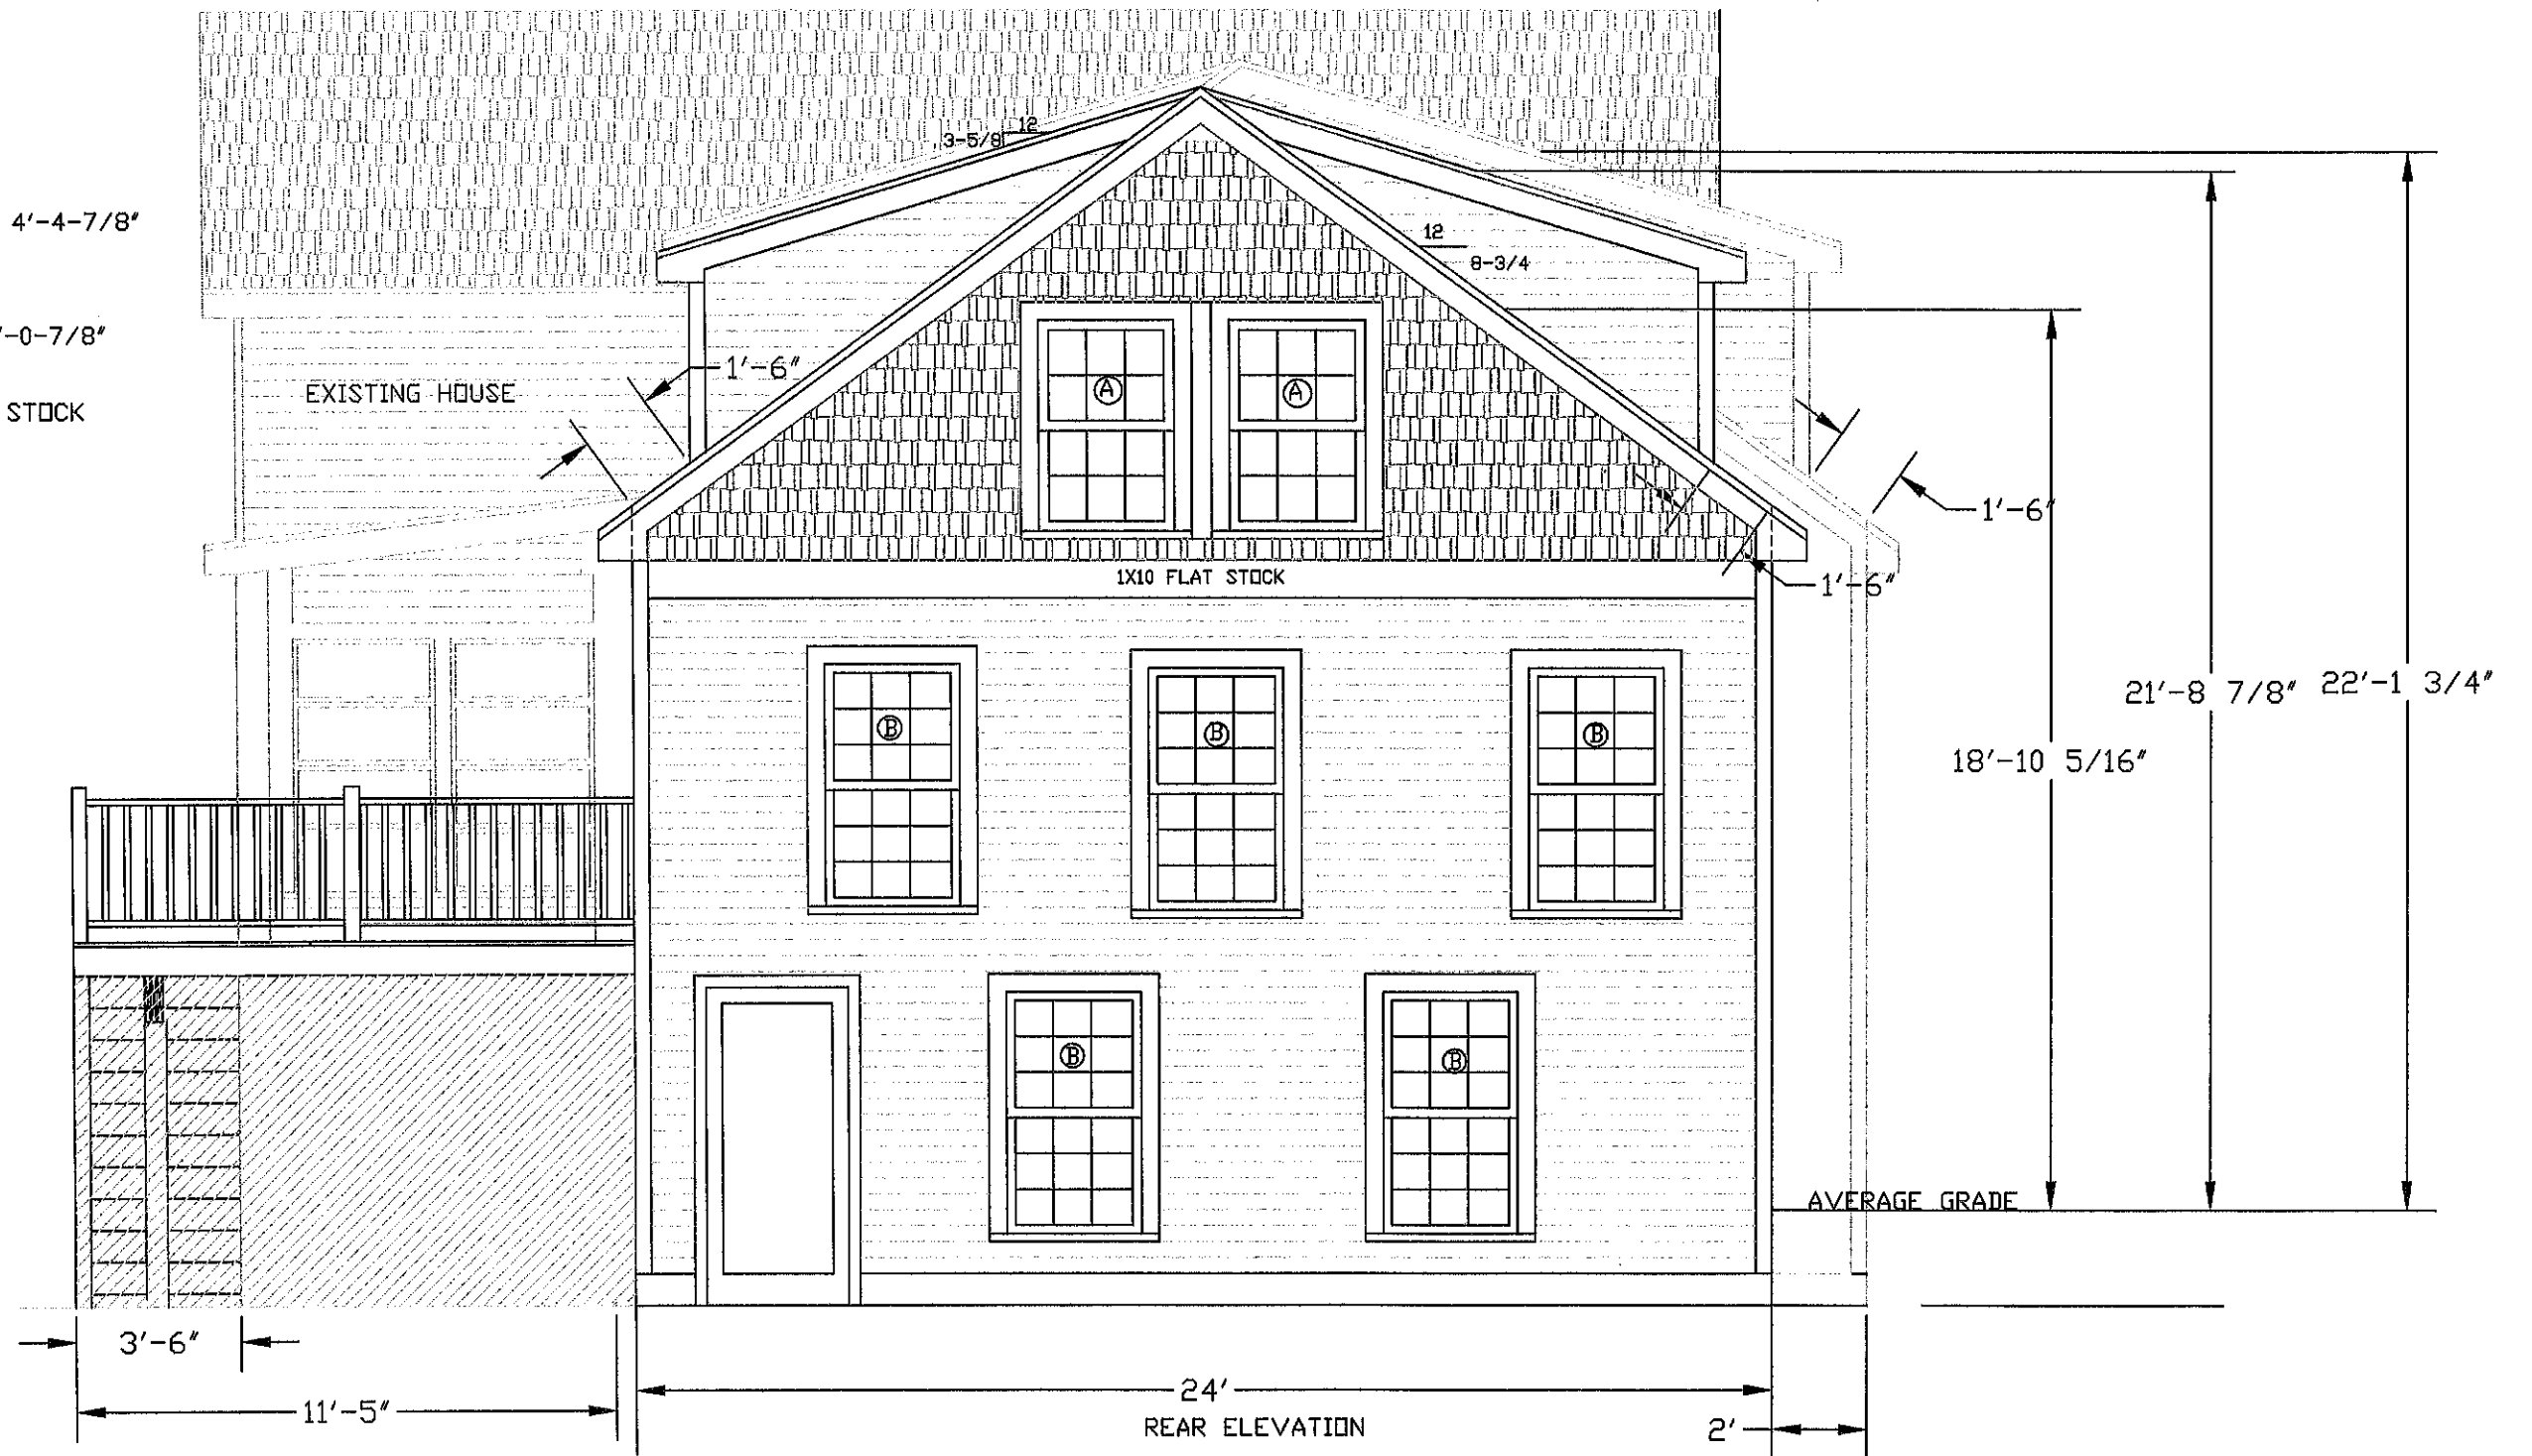 12
3-5/8
4'-4-7/8"
12
8-3/4
'-0-7/8"
1'-6"
EXISTING HOUSE
A
A
STOCK
1'-6"
1X10 FLAT STOCK
1'-6"
21'-8 7/8"
22'-1 3/4"
B
B
B
18'-10 5/16"
B
B
AVERAGE GRADE
3'-6"
24'
11'-5"
REAR ELEVATION
2'